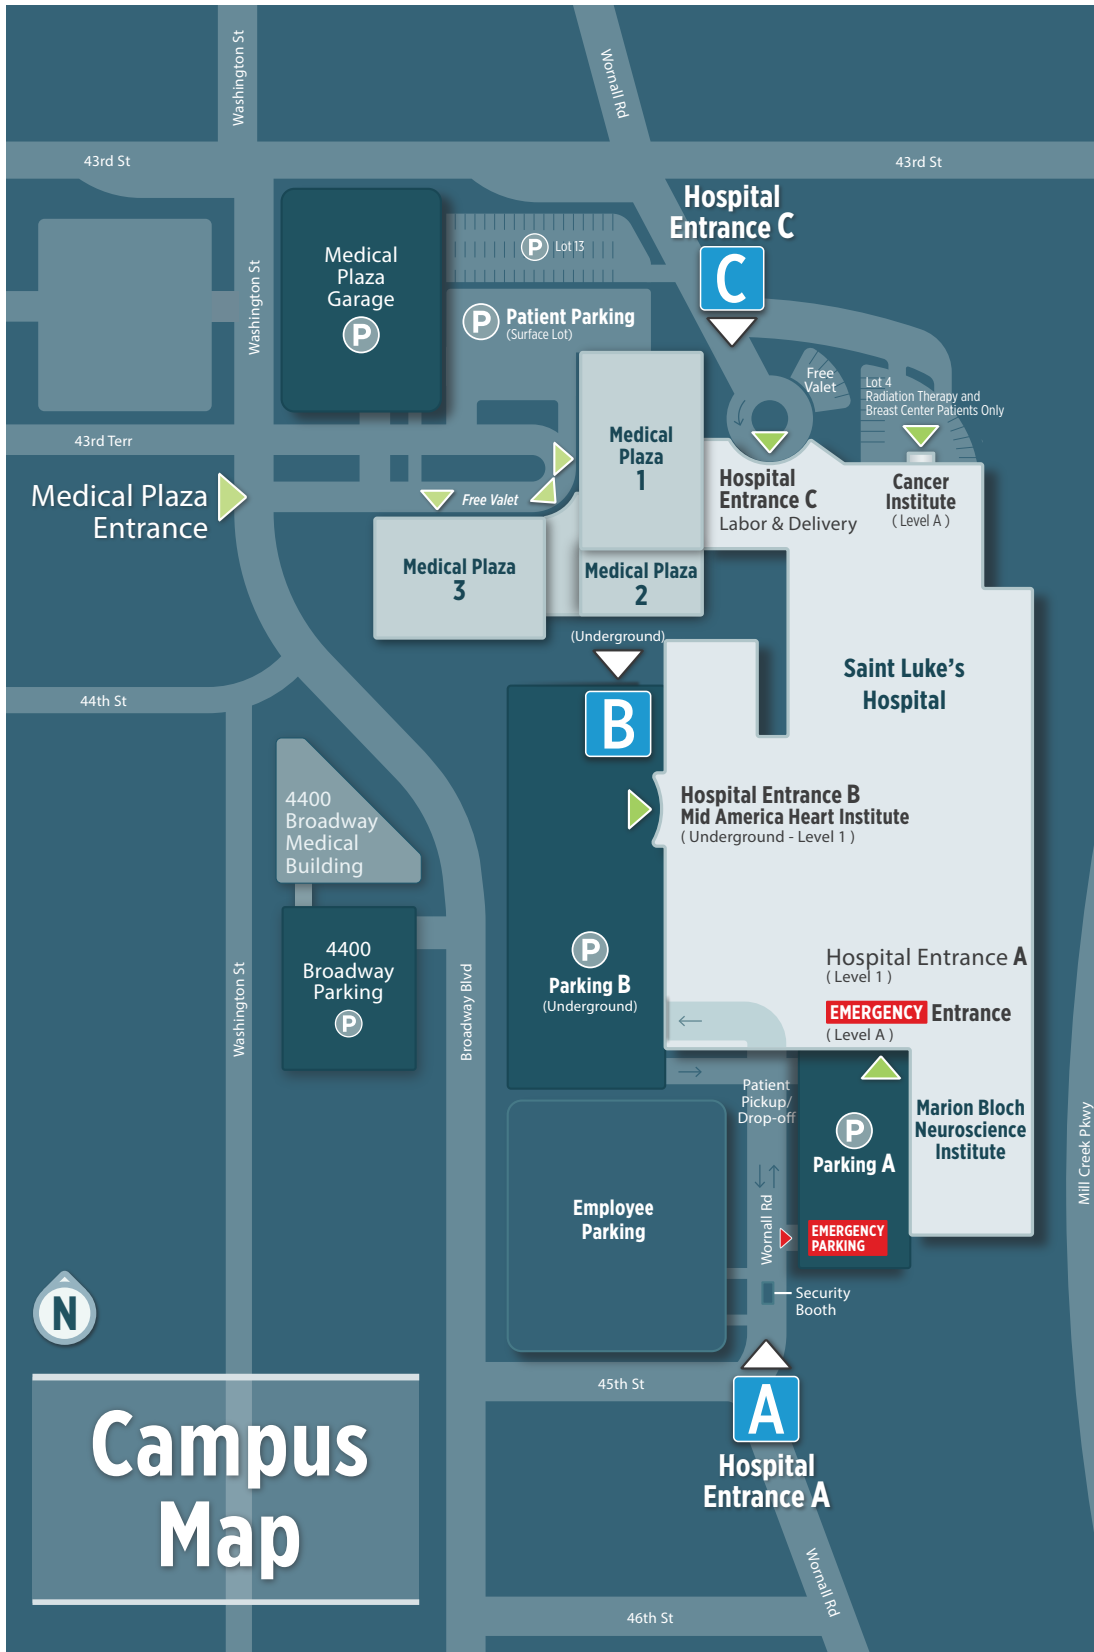 Washington St
Wornall Rd
43rd St
43rd St
Hospital
Entrance C
C
Medical
Plaza
Garage
P
P Lot 13
Washington St
P Patient Parking
(Surface Lot)
Free
Valet
Lot 4
Radiation Therapy and
Breast Center Patients Only
43rd Terr
Medical
Plaza
1
Hospital
Entrance C
Labor & Delivery
Cancer
Institute
( Level A )
Medical Plaza
Entrance
Free Valet
Medical Plaza
3
Medical Plaza
2
(Underground)
Saint Luke's
Hospital
44th St
B
4400
Broadway
Medical
Building
Hospital Entrance B
Mid America Heart Institute
( Underground - Level 1 )
4400
Broadway
Parking
P
P
Parking B
(Underground)
Hospital Entrance A
( Level 1 )
EMERGENCY Entrance
( Level A )
Washington St
Broadway Blvd
Patient
Pickup/
Drop-off
P
Parking A
Marion Bloch
Neuroscience
Institute
Mill Creek Pkwy
Employee
Parking
Wornall Rd
EMERGENCY
PARKING
Security
Booth
N
45th St
A
Hospital
Entrance A
Campus
Map
Wornall Rd
46th St